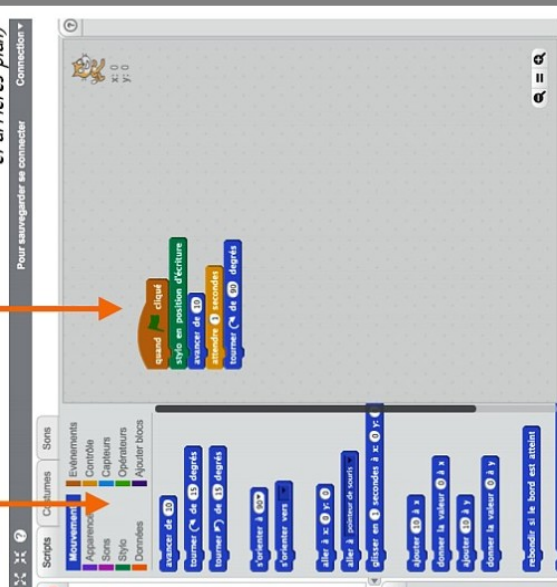 et arrières plan)
Pour sauvegarder se connecter
Connection ▾
Scripts
Costumes
Sons
Mouvement
Evènements
Apparence
Contrôle
Sons
Capteurs
Stylo
Opérateurs
Données
Ajouter blocs
avancer de 10
tourner de 15 degrés
tourner de 15 degrés
s'orienter à 90▾
s'orienter vers
aller à x: 0 y: 0
aller à pointeur de souris
glisser en 1 secondes à x: 0 y:
ajouter 10 à x
donner la valeur 0 à x
ajouter 10 à y
donner la valeur 0 à y
rebondir si le bord est atteint
quand cliqué
stylo en position d'écriture
avancer de 10
attendre 1 secondes
tourner de 90 degrés
x: 0
y: 0